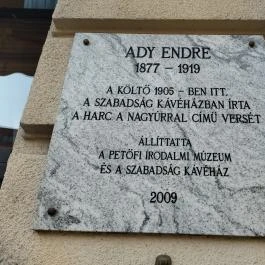 ADY ENDRE
1877 – 1919
A KÖLTŐ 1905 – BEN ITT,
A SZABADSÁG KÁVÉHÁZBAN ÍRTA
A HARC A NAGYÚRRAL CÍMŰ VERSÉT
ÁLLÍTTATTA
A PETŐFI IRODALMI MÚZEUM
ÉS A SZABADSÁG KÁVÉHÁZ
2009